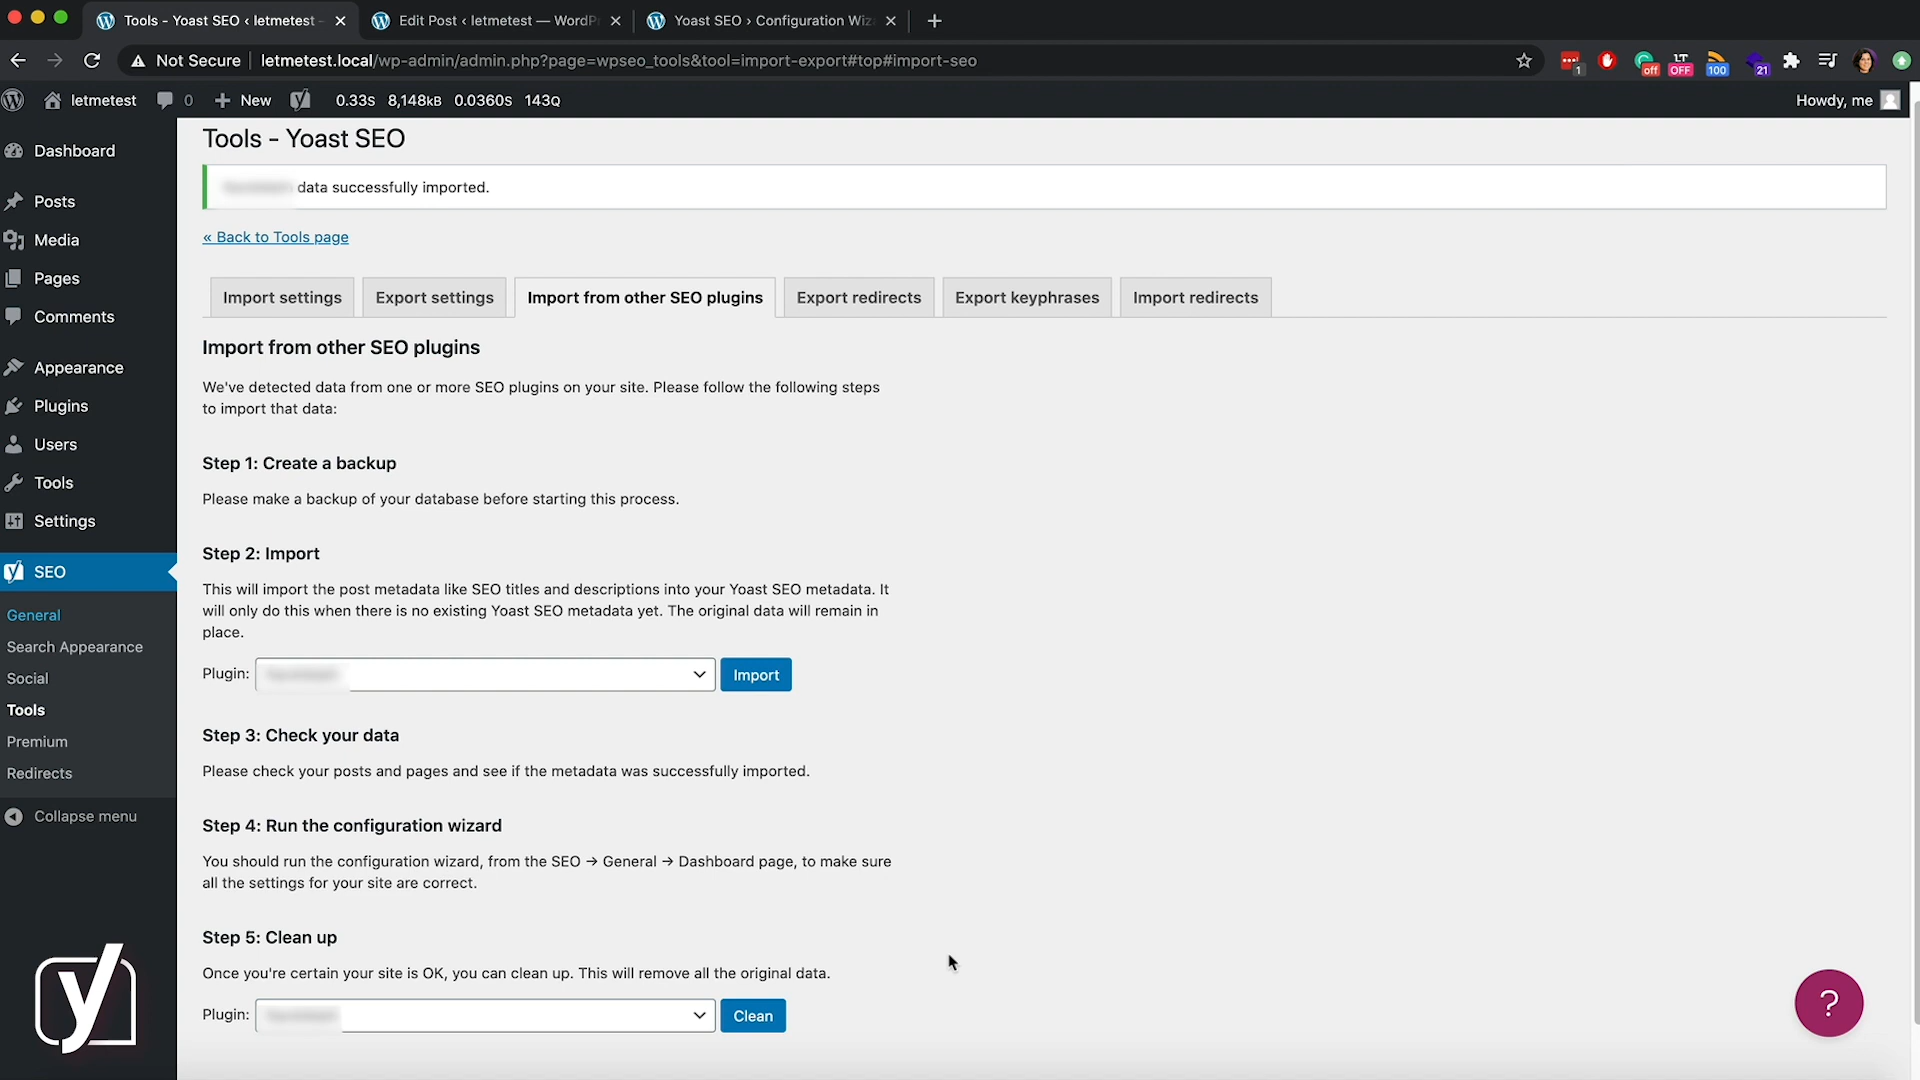 Tools - Yoast SEO ‹ letmetest -
Edit Post ‹ letmetest — WordP
Yoast SEO › Configuration Wiz
Not Secure
letmetest.local/wp-admin/admin.php?page=wpseo_tools&tool=import-export#top#import-seo
1
off
OFF
100
21
letmetest
0
New
0.33s 8,148kB 0.0360s 143Q
Howdy, me
Dashboard
Posts
Media
Pages
Comments
Appearance
Plugins
Users
Tools
Settings
SEO
General
Search Appearance
Social
Tools
Premium
Redirects
Collapse menu
Tools - Yoast SEO
data successfully imported.
« Back to Tools page
Import settings
Export settings
Import from other SEO plugins
Export redirects
Export keyphrases
Import redirects
Import from other SEO plugins
We've detected data from one or more SEO plugins on your site. Please follow the following steps
to import that data:
Step 1: Create a backup
Please make a backup of your database before starting this process.
Step 2: Import
This will import the post metadata like SEO titles and descriptions into your Yoast SEO metadata. It
will only do this when there is no existing Yoast SEO metadata yet. The original data will remain in
place.
Plugin:
Import
Step 3: Check your data
Please check your posts and pages and see if the metadata was successfully imported.
Step 4: Run the configuration wizard
You should run the configuration wizard, from the SEO → General → Dashboard page, to make sure
all the settings for your site are correct.
Step 5: Clean up
Once you're certain your site is OK, you can clean up. This will remove all the original data.
Plugin:
Clean
?
y